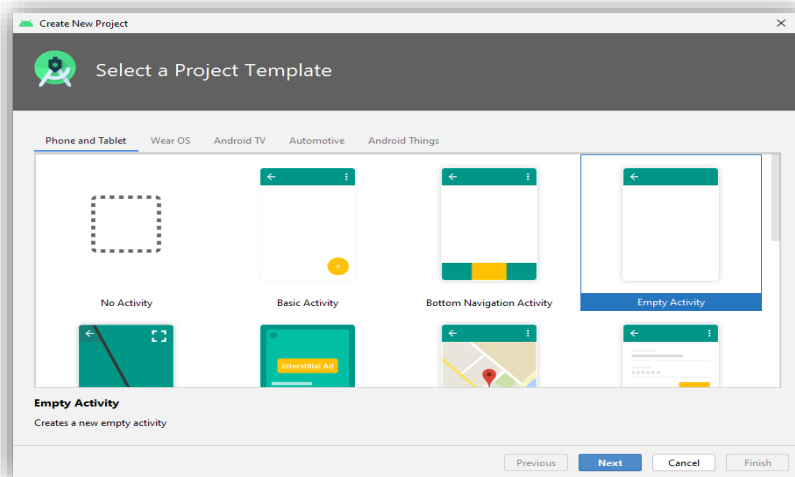 Create New Project
Select a Project Template
Phone and Tablet Wear OS Android TV Automotive Android Things
No Activity Basic Activity Bottom Navigation Activity Empty Activity
Interstitial Ad
Empty Activity
Creates a new empty activity
Previous Next Cancel Finish